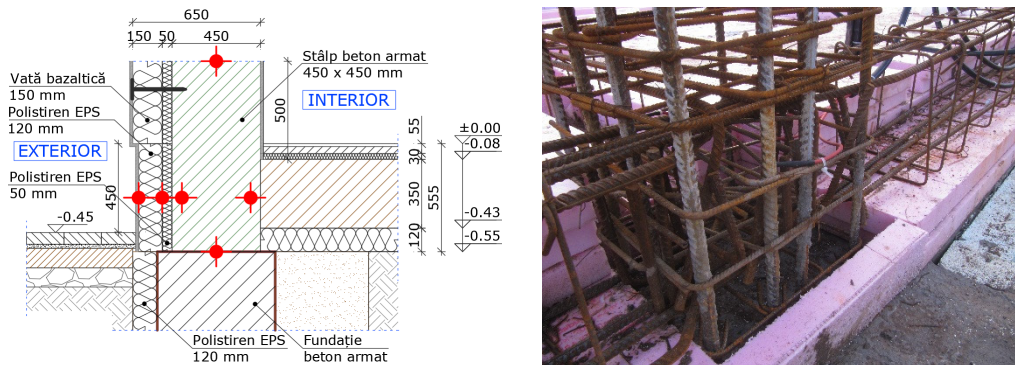 650
150 50 450
Stâlp beton armat
450 x 450 mm
INTERIOR
500
Vată bazaltică
150 mm
Polistiren EPS
120 mm
EXTERIOR
Polistiren EPS
50 mm
450
-0.45
55
30
350
120
555
±0.00
-0.08
-0.43
-0.55
Polistiren EPS
120 mm
Fundație
beton armat